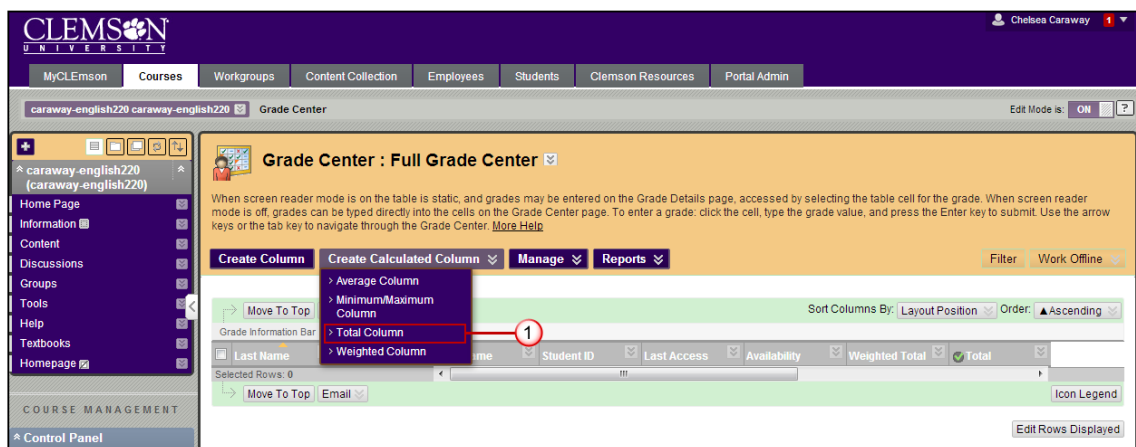 CLEMSON
UNIVERSITY
Chelsea Caraway 1
MyCLEmson Courses Workgroups Content Collection Employees Students Clemson Resources Portal Admin
caraway-english220 caraway-english220 Grade Center Edit Mode is: ON ?
caraway-english220
(caraway-english220)
Home Page
Information
Content
Discussions
Groups
Tools
Help
Textbooks
Homepage
COURSE MANAGEMENT
Control Panel
Grade Center : Full Grade Center
When screen reader mode is on the table is static, and grades may be entered on the Grade Details page, accessed by selecting the table cell for the grade. When screen reader
mode is off, grades can be typed directly into the cells on the Grade Center page. To enter a grade: click the cell, type the grade value, and press the Enter key to submit. Use the arrow
keys or the tab key to navigate through the Grade Center. More Help
Create Column Create Calculated Column Manage Reports Filter Work Offline
> Average Column
> Minimum/Maximum
Column
> Total Column
> Weighted Column
1
Move To Top Sort Columns By: Layout Position Order: ▲Ascending
Grade Information Bar
Last Name Student ID Last Access Availability Weighted Total Total
Selected Rows: 0
Move To Top Email Icon Legend
Edit Rows Displayed